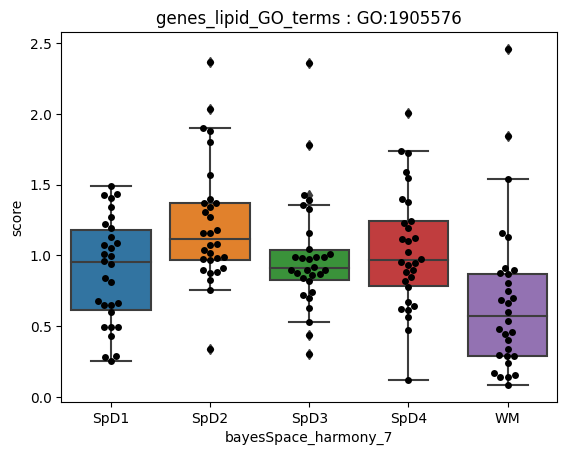 genes_lipid_GO_terms : GO:1905576
2.5
2.0
1.5
1.0
0.5
0.0
score
SpD1 SpD2 SpD3 SpD4 WM
bayesSpace_harmony_7